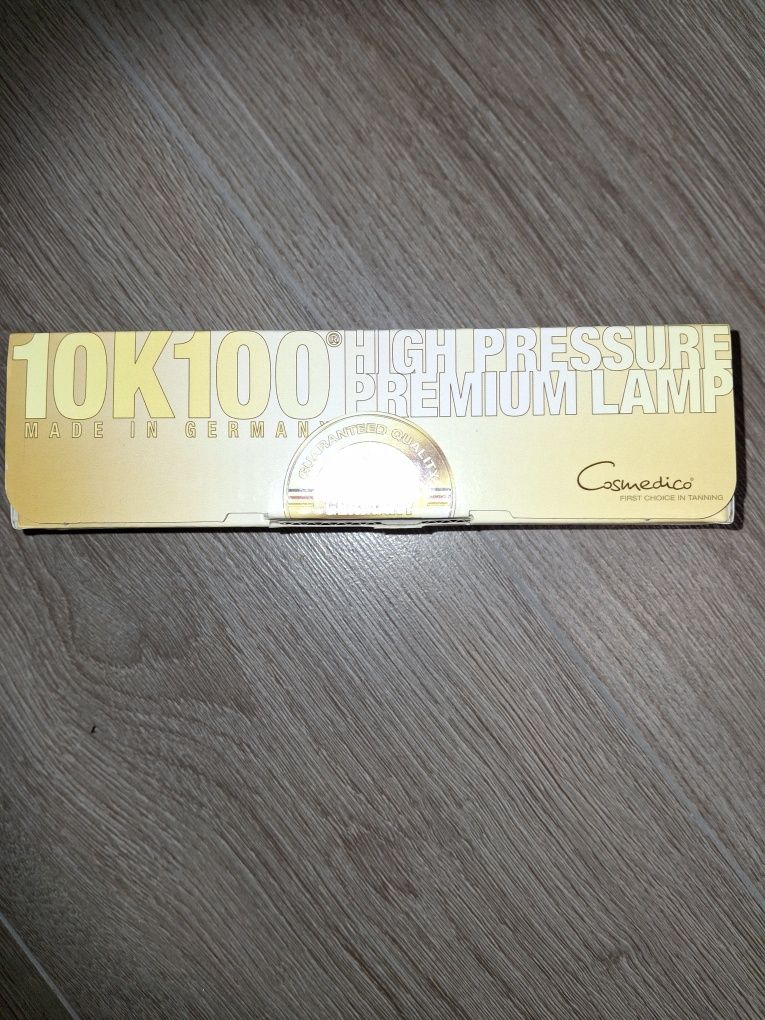 10K100® HIGH PRESSURE
PREMIUM LAMP
MADE IN GERMANY
GUARANTEED QUALITY
Cosmedico®
FIRST CHOICE IN TANNING